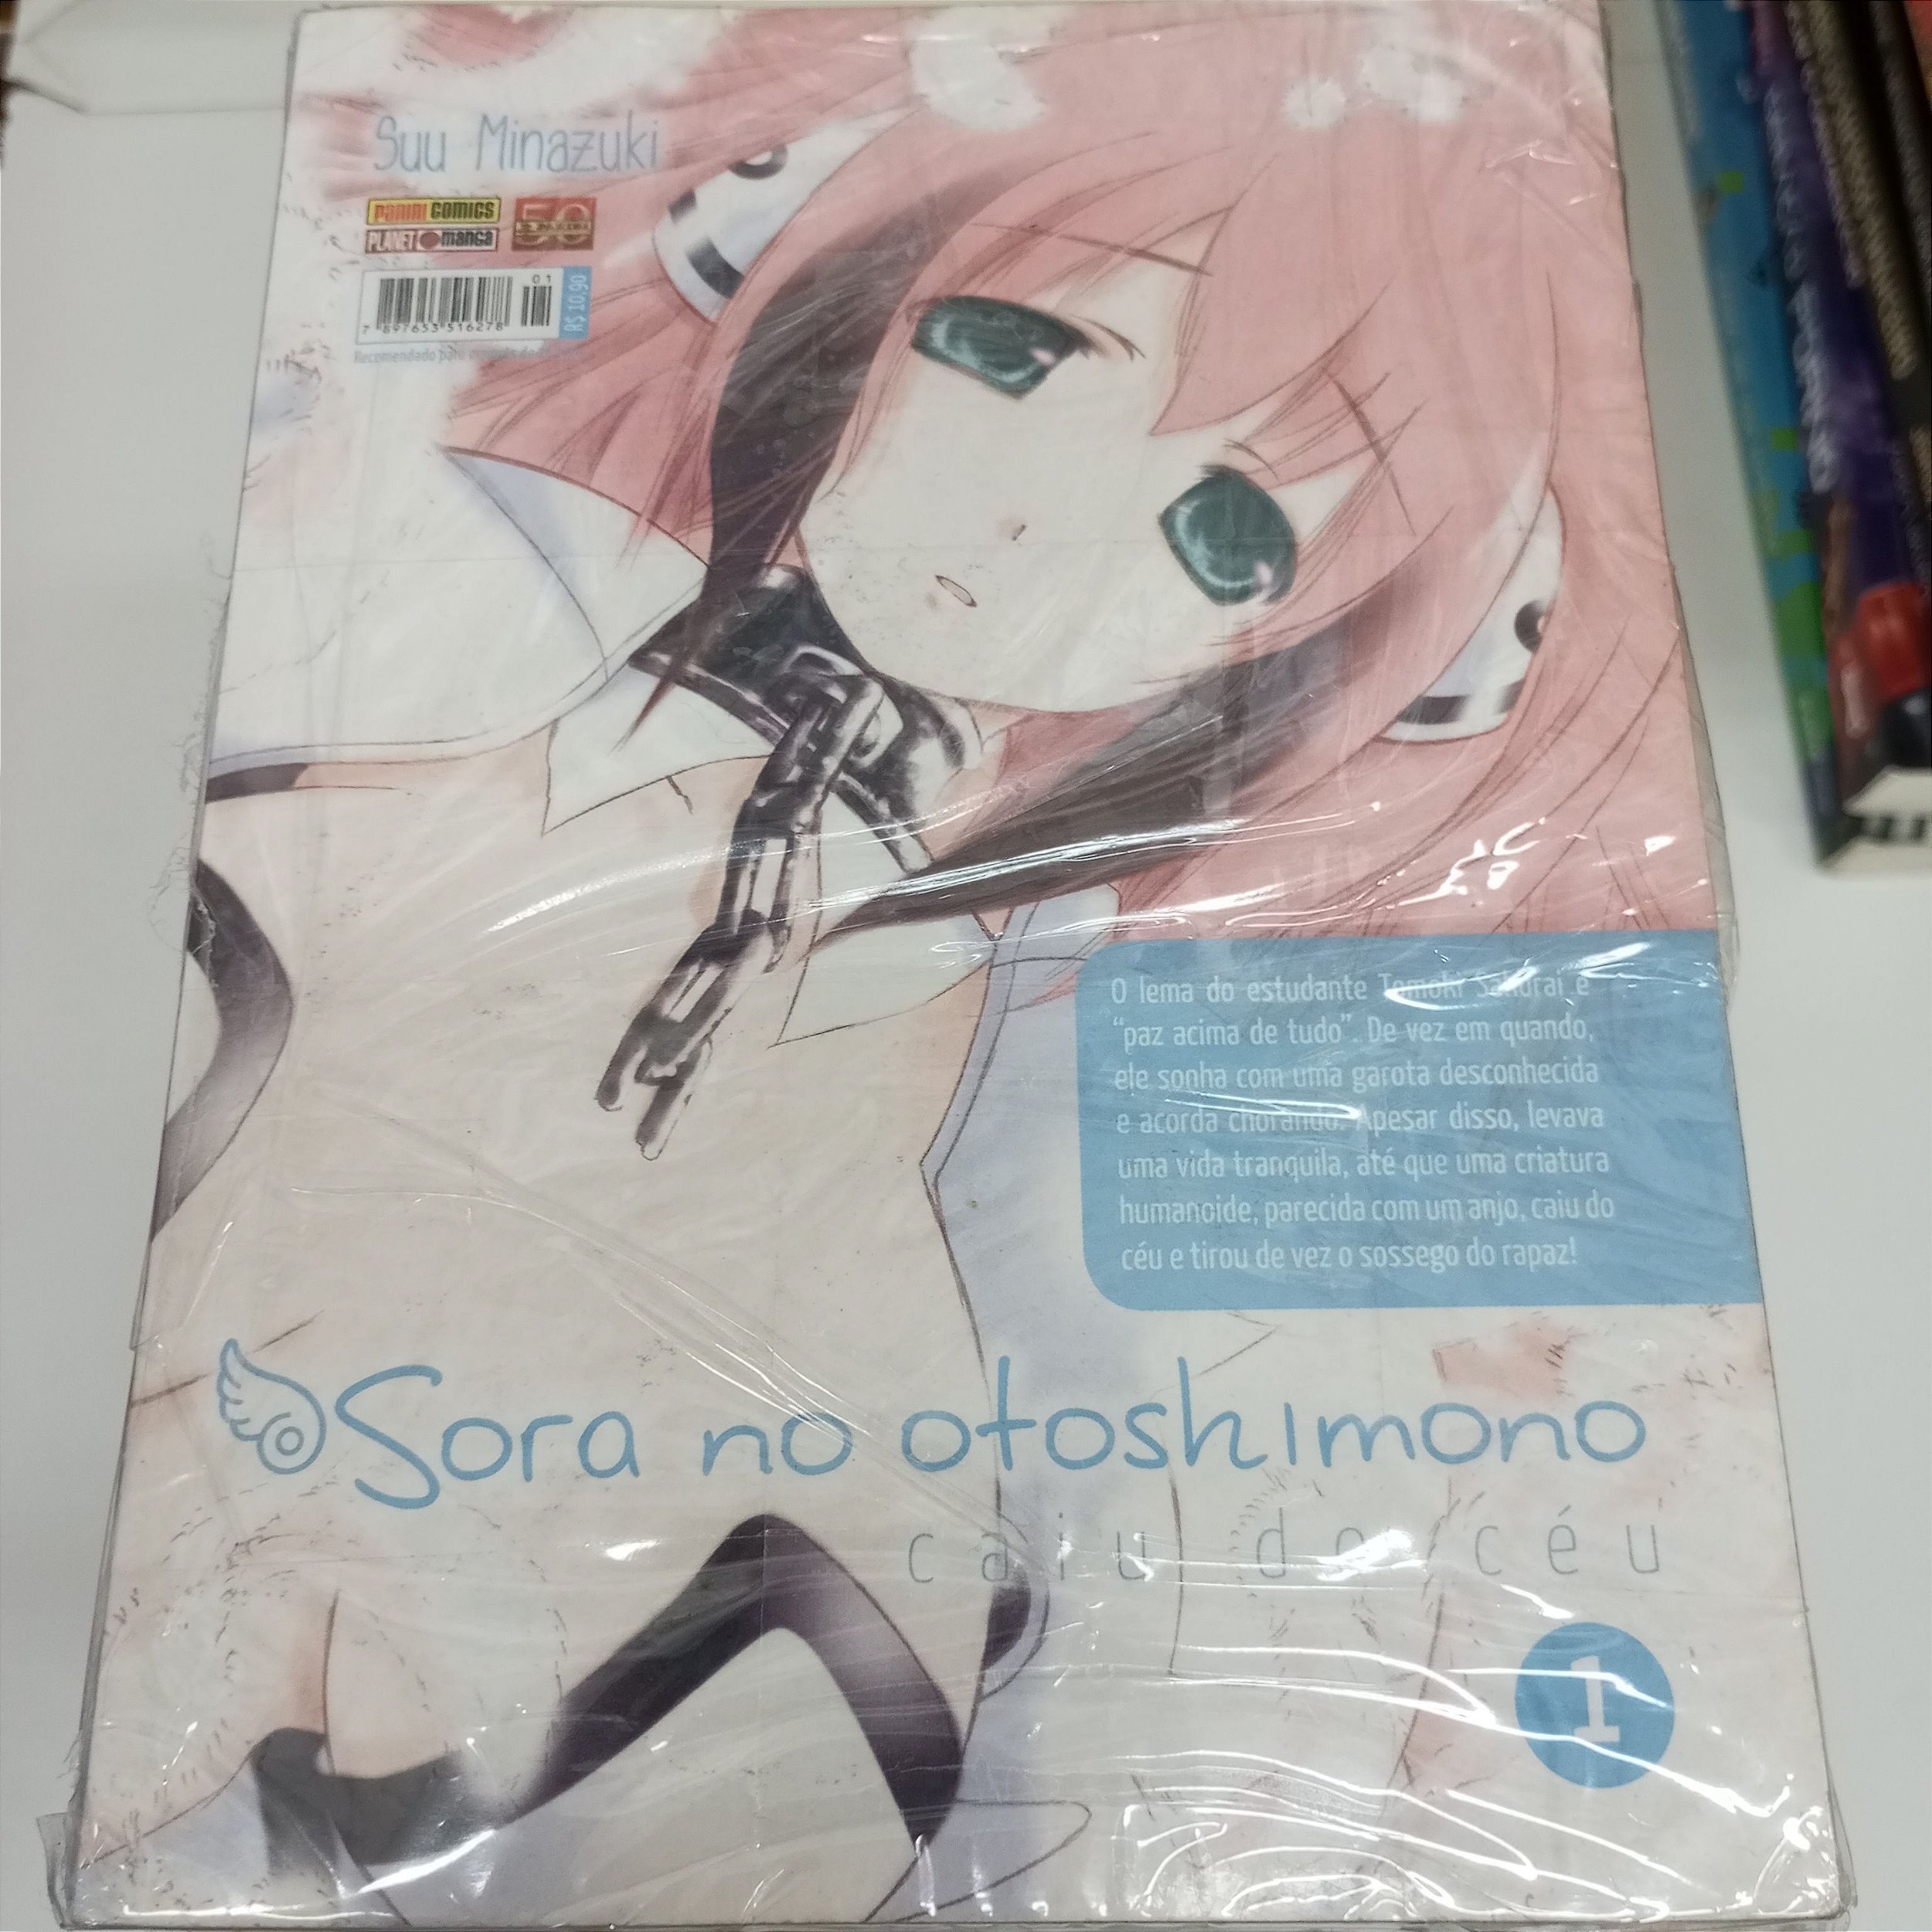 Suu Minazuki
PANINI COMICS
PLANET manga
50
01
R$ 10,90
7 897653 516278
Recomendado para
O lema do estudante Tomoki Sakurai é
“paz acima de tudo”. De vez em quando,
ele sonha com uma garota desconhecida
e acorda chorando. Apesar disso, levava
uma vida tranquila, até que uma criatura
humanoide, parecida com um anjo, caiu do
céu e tirou de vez o sossego do rapaz!
Sora no otoshimono
caiu do céu
1